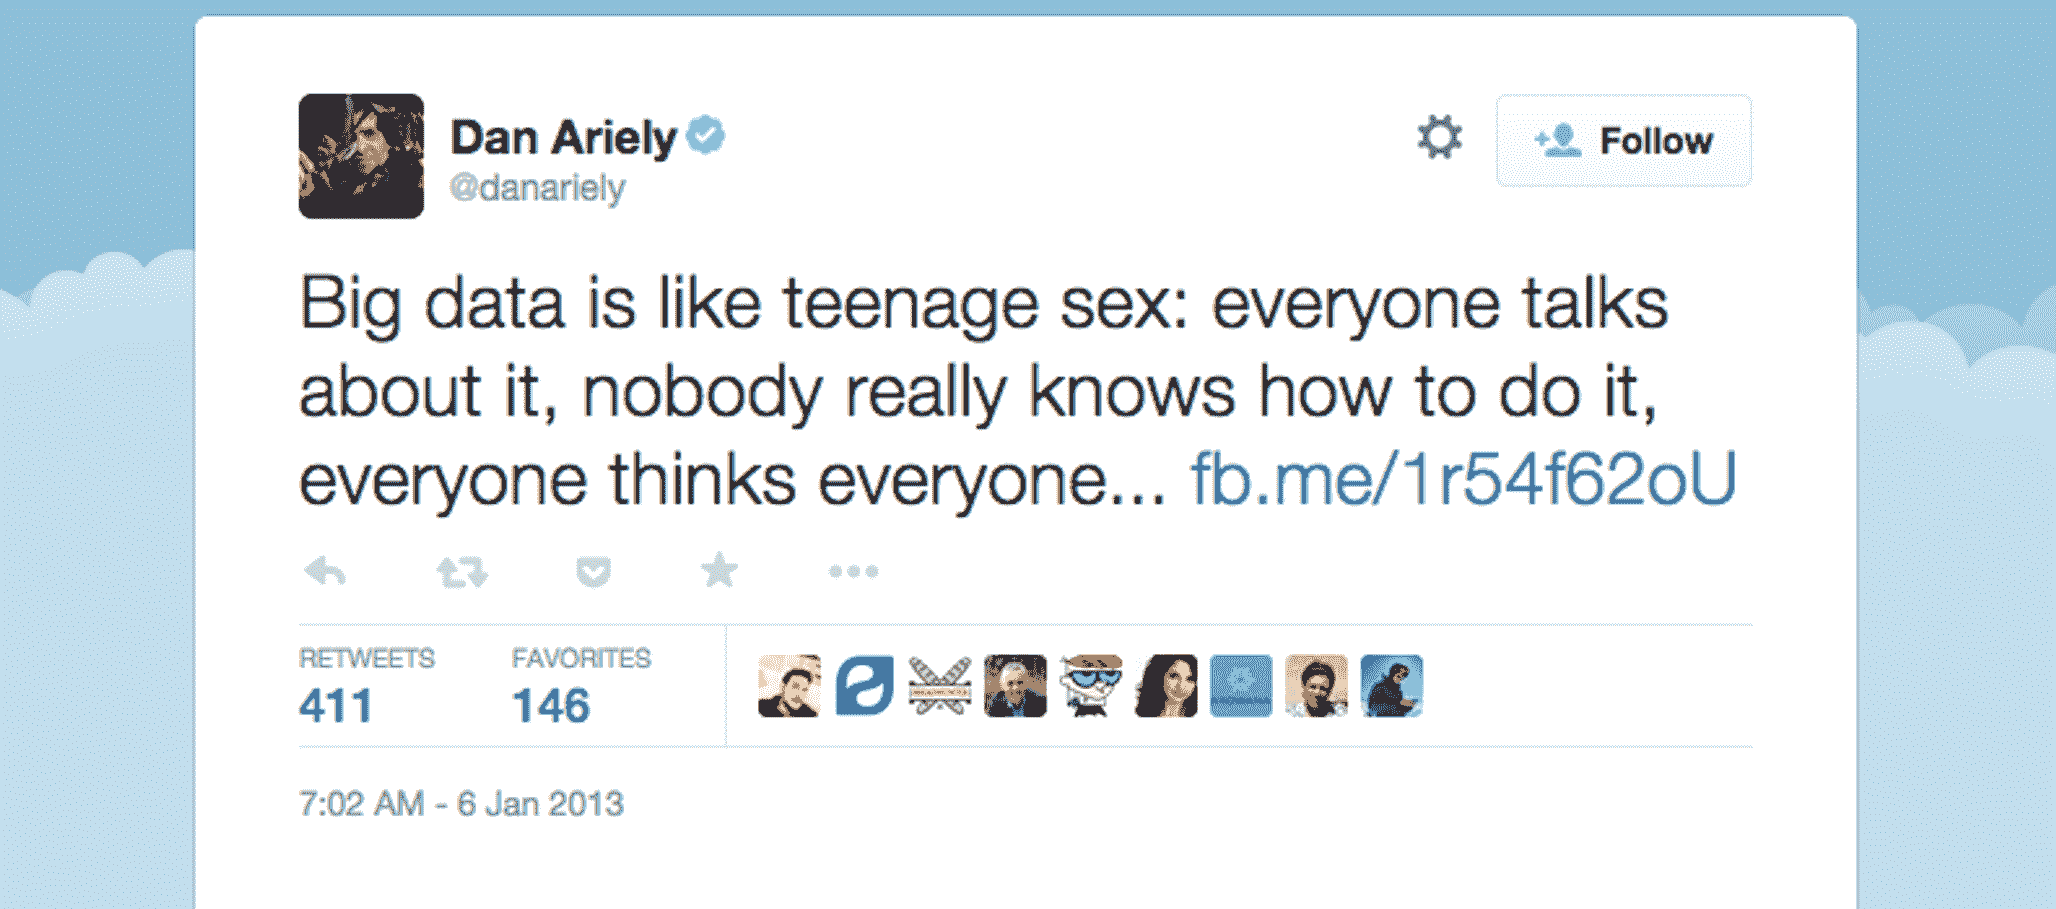 Dan Ariely
@danariely
Follow
Big data is like teenage sex: everyone talks
about it, nobody really knows how to do it,
everyone thinks everyone... fb.me/1r54f62oU
RETWEETS
411
FAVORITES
146
7:02 AM - 6 Jan 2013